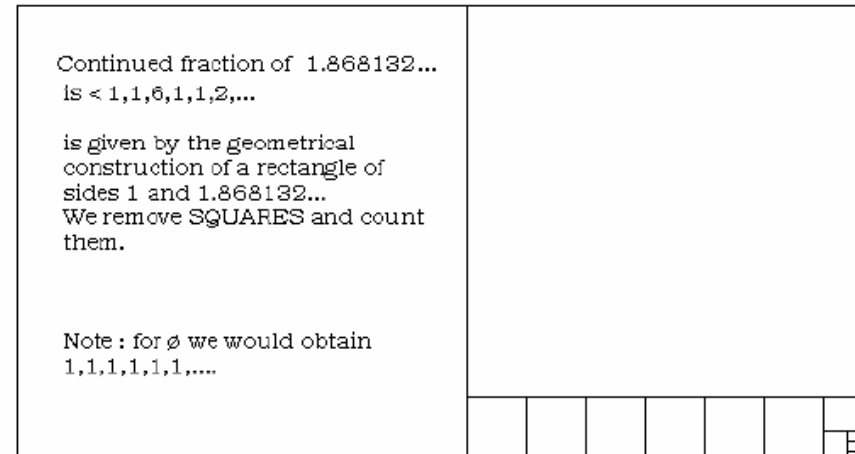 Continued fraction of 1.868132...
is < 1,1,6,1,1,2,...
is given by the geometrical
construction of a rectangle of
sides 1 and 1.868132...
We remove SQUARES and count
them.
Note : for ø we would obtain
1,1,1,1,1,1,....